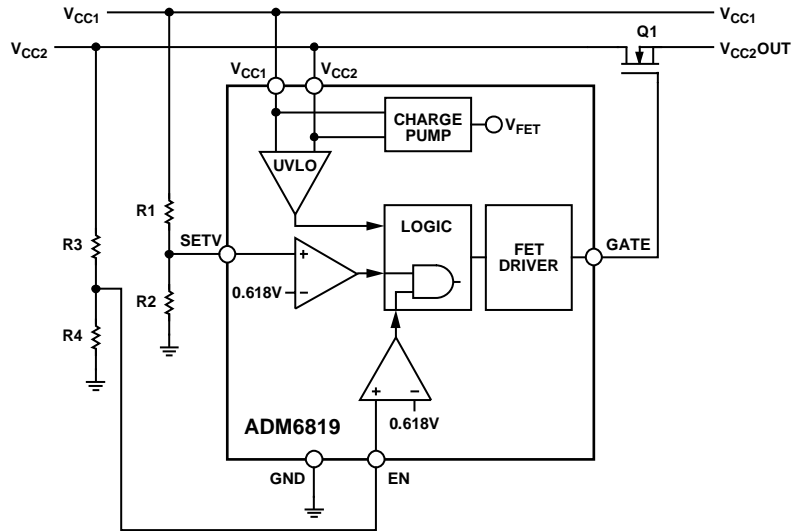 VCC1
VCC1
Q1
VCC2
VCC2OUT
VCC1
VCC2
CHARGE
PUMP
VFET
UVLO
R1
LOGIC
SETV
FET
DRIVER
GATE
R3
+
–
0.618V
R2
R4
+
–
0.618V
ADM6819
GND
EN